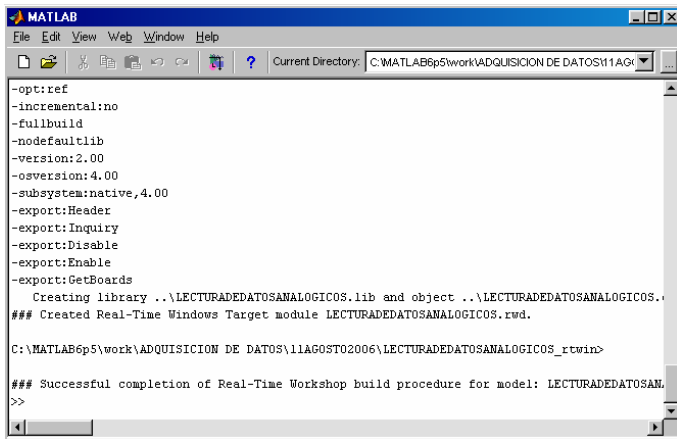 MATLAB
File Edit View Web Window Help
? Current Directory: C:\MATLAB6p5\work\ADQUISICION DE DATOS\11AGO
...
-opt:ref
-incremental:no
-fullbuild
-nodefaultlib
-version:2.00
-osversion:4.00
-subsystem:native,4.00
-export:Header
-export:Inquiry
-export:Disable
-export:Enable
-export:GetBoards
Creating library ..\LECTURADEDATOSANALOGICOS.lib and object ..\LECTURADEDATOSANALOGICOS.
### Created Real-Time Windows Target module LECTURADEDATOSANALOGICOS.rwd.
C:\MATLAB6p5\work\ADQUISICION DE DATOS\11AGOSTO2006\LECTURADEDATOSANALOGICOS_rtwin>
### Successful completion of Real-Time Workshop build procedure for model: LECTURADEDATOSAN
>>